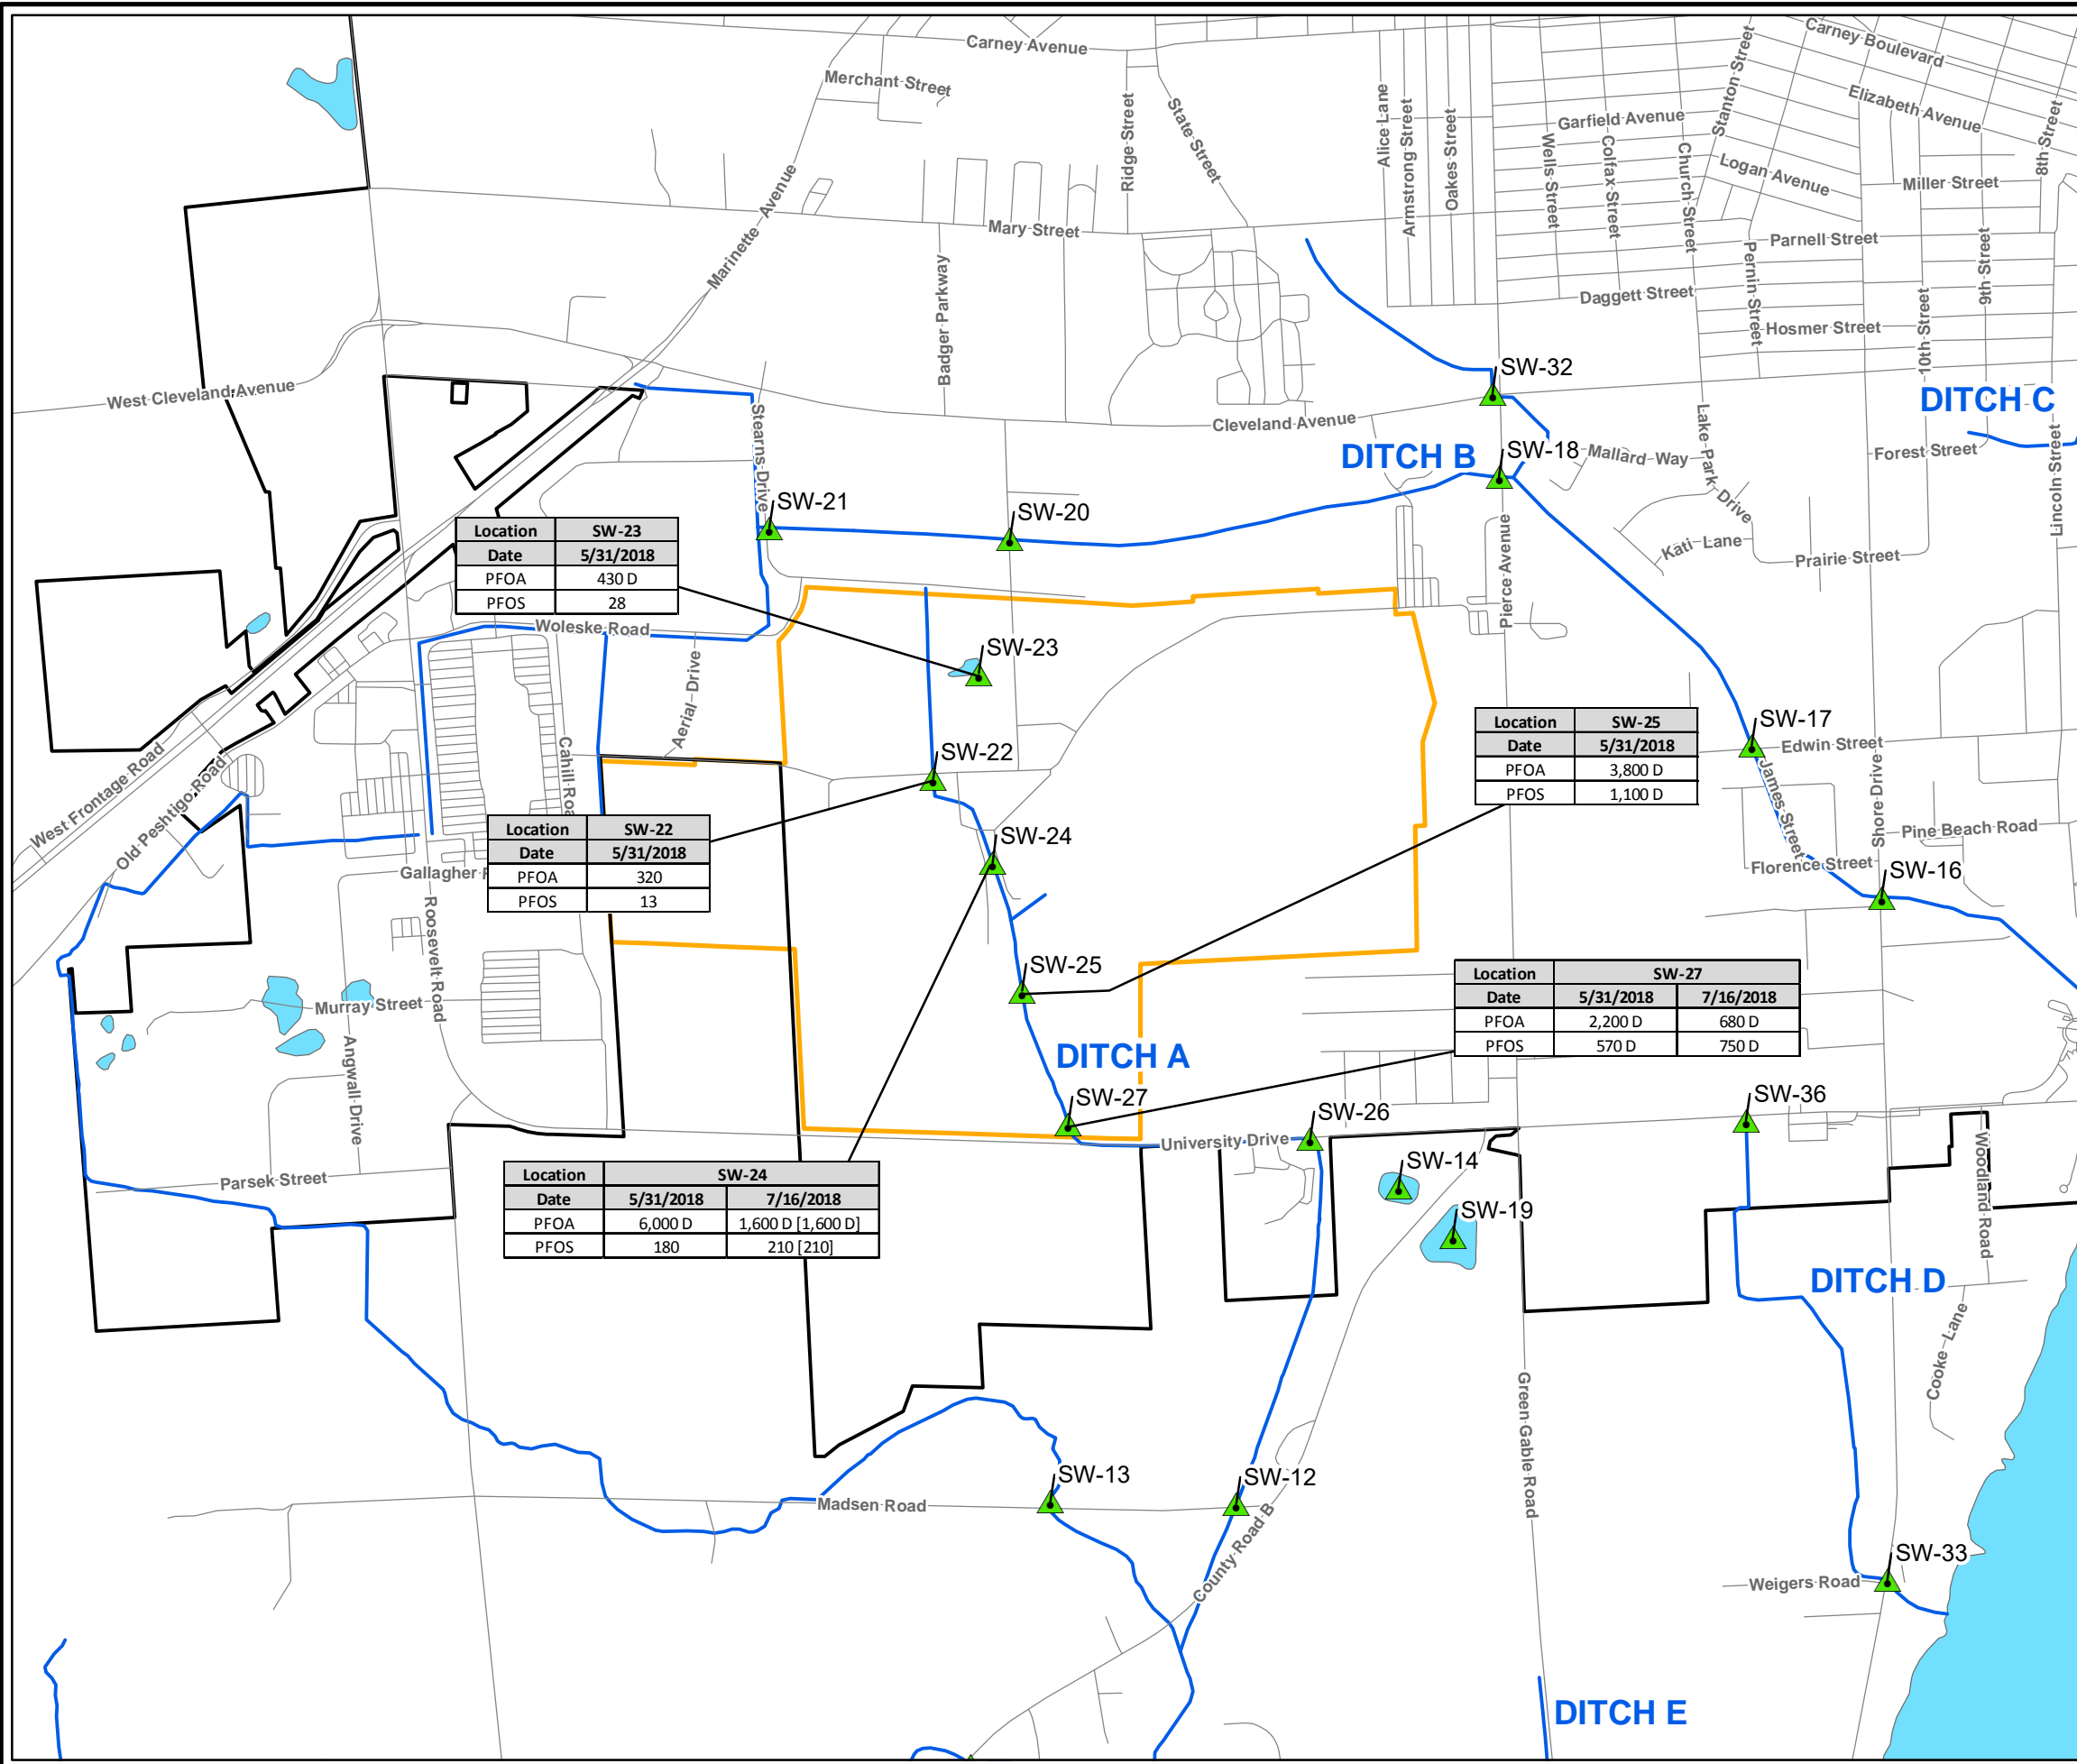 Carney Avenue
Carney Boulevard
Merchant Street
Elizabeth Avenue
Ridge Street
State Street
Alice Lane
Armstrong Street
Oakes Street
Garfield Avenue
Wells Street
Colfax Street
Church Street
Stanton Street
Logan Avenue
Miller Street
8th Street
Marinette Avenue
Mary Street
Parnell Street
9th Street
Badger Parkway
Pernin Street
Daggett Street
Hosmer Street
10th Street
West Cleveland Avenue
SW-32
DITCH C
Stearns Drive
Cleveland Avenue
Lake Park Drive
DITCH B
SW-18
Mallard Way
Forest Street
Lincoln Street
SW-21
SW-20
Location SW-23
Date 5/31/2018
PFOA 430 D
PFOS 28
Pierce Avenue
Kati Lane
Prairie Street
Woleske Road
SW-23
Aerial Drive
Location SW-25
Date 5/31/2018
PFOA 3,800 D
PFOS 1,100 D
SW-17
Edwin Street
West Frontage Road
Old Peshtigo Road
Cahill Roa
SW-22
James Street
Shore Drive
Location SW-22
Date 5/31/2018
PFOA 320
PFOS 13
SW-24
Pine Beach Road
Florence Street
SW-16
Gallagher
Roosevelt Road
SW-25
Murray Street
Location SW-27
Date 5/31/2018 7/16/2018
PFOA 2,200 D 680 D
PFOS 570 D 750 D
Angwall Drive
DITCH A
SW-27
SW-26
SW-36
University Drive
Woodland Road
Parsek Street
Location SW-24
Date 5/31/2018 7/16/2018
PFOA 6,000 D 1,600 D [1,600 D]
PFOS 180 210 [210]
SW-14
SW-19
DITCH D
Cooke Lane
Green Gable Road
SW-13
SW-12
Madsen Road
County Road B
SW-33
Weigers Road
DITCH E